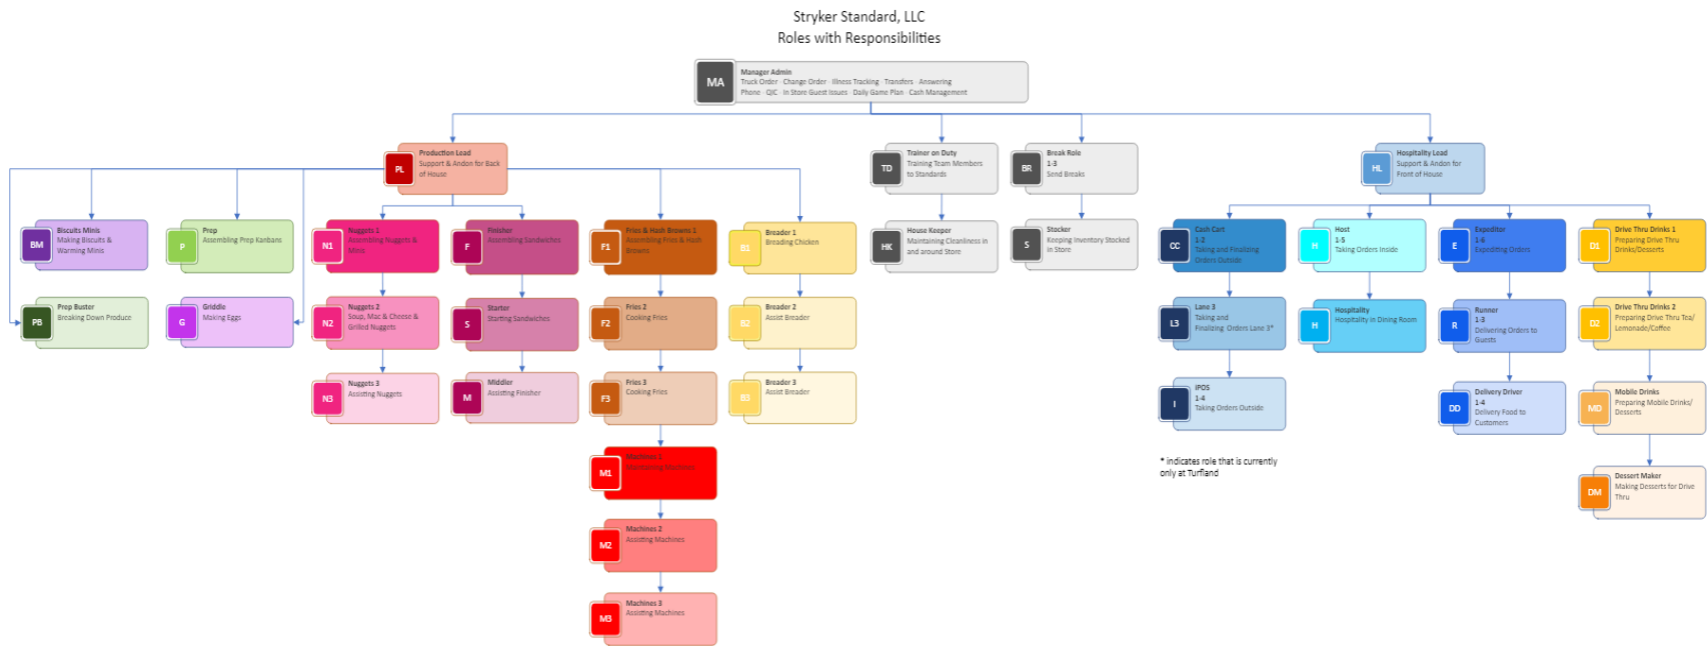 Stryker Standard, LLC
Roles with Responsibilities
MA
Manager Admin
Truck Order · Change Order · Illness Tracking · Transfers · Answering
Phone · QIC · In Store Guest Issues · Daily Game Plan · Cash Management
PL
Production Lead
Support & Andon for Back
of House
TD
Trainer on Duty
Training Team Members
to Standards
BR
Break Role
1-3
Send Breaks
HL
Hospitality Lead
Support & Andon for
Front of House
BM
Biscuits Minis
Making Biscuits &
Warming Minis
P
Prep
Assembling Prep Kanbans
N1
Nuggets 1
Assembling Nuggets &
Minis
F
Finisher
Assembling Sandwiches
F1
Fries & Hash Browns 1
Assembling Fries & Hash
Browns
B1
Breader 1
Breading Chicken
HK
House Keeper
Maintaining Cleanliness in
and around Store
S
Stocker
Keeping Inventory Stocked
in Store
CC
Cash Cart
1-2
Taking and Finalizing
Orders Outside
H
Host
1-5
Taking Orders Inside
E
Expeditor
1-6
Expediting Orders
D1
Drive Thru Drinks 1
Preparing Drive Thru
Drinks/Desserts
PB
Prep Buster
Breaking Down Produce
G
Griddle
Making Eggs
N2
Nuggets 2
Soup, Mac & Cheese &
Grilled Nuggets
S
Starter
Starting Sandwiches
F2
Fries 2
Cooking Fries
B2
Breader 2
Assist Breader
L3
Lane 3
Taking and
Finalizing Orders Lane 3*
H
Hospitality
Hospitality in Dining Room
R
Runner
1-3
Delivering Orders to
Guests
D2
Drive Thru Drinks 2
Preparing Drive Thru Tea/
Lemonade/Coffee
N3
Nuggets 3
Assisting Nuggets
M
Middler
Assisting Finisher
F3
Fries 3
Cooking Fries
B3
Breader 3
Assist Breader
I
iPOS
1-4
Taking Orders Outside
DD
Delivery Driver
1-4
Delivery Food to
Customers
MD
Mobile Drinks
Preparing Mobile Drinks/
Desserts
M1
Machines 1
Maintaining Machines
* indicates role that is currently
only at Turfland
DM
Dessert Maker
Making Desserts for Drive
Thru
M2
Machines 2
Assisting Machines
M3
Machines 3
Assisting Machines